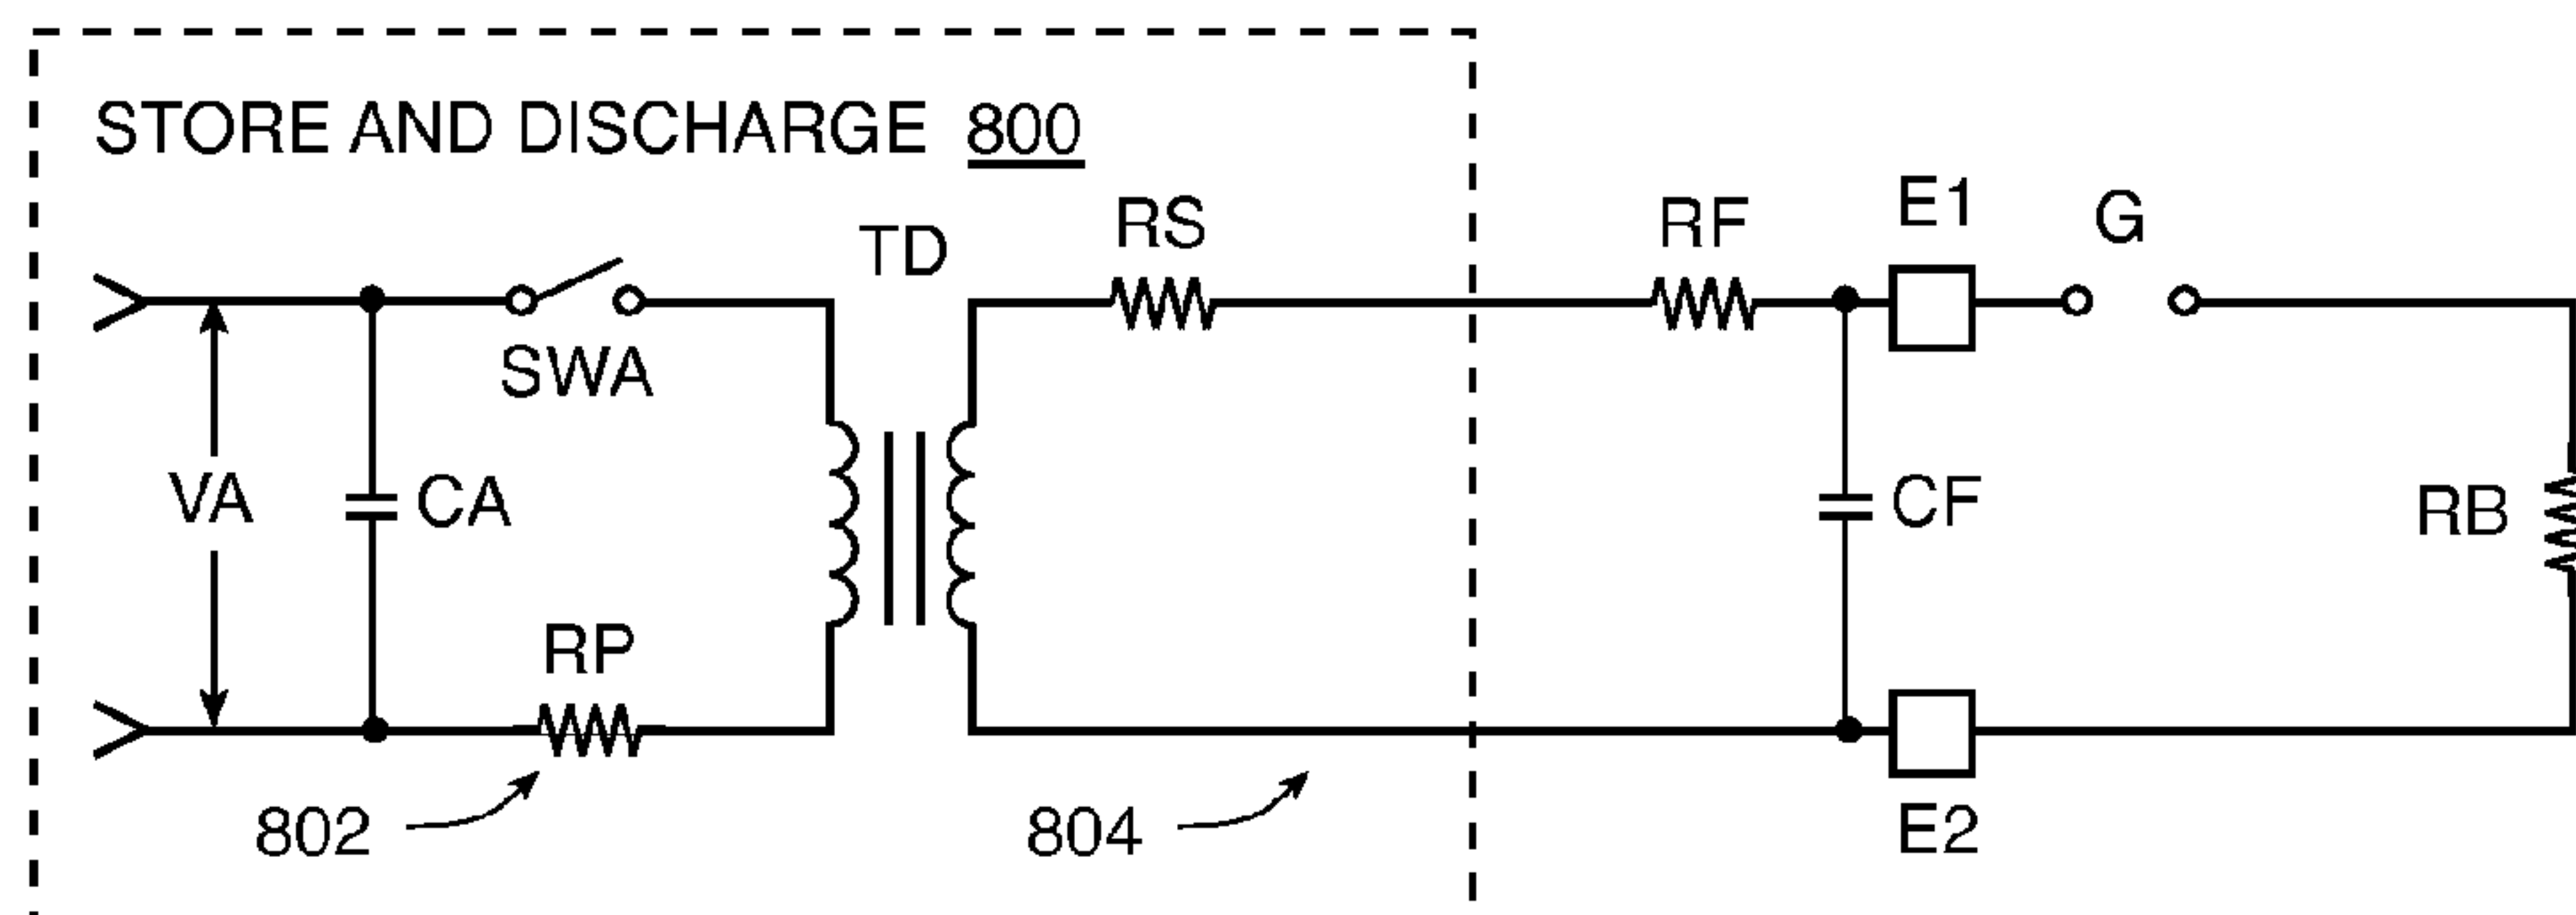 STORE AND DISCHARGE 800
TD
RS
RF
E1
G
SWA
VA
CA
CF
RB
RP
802
804
E2